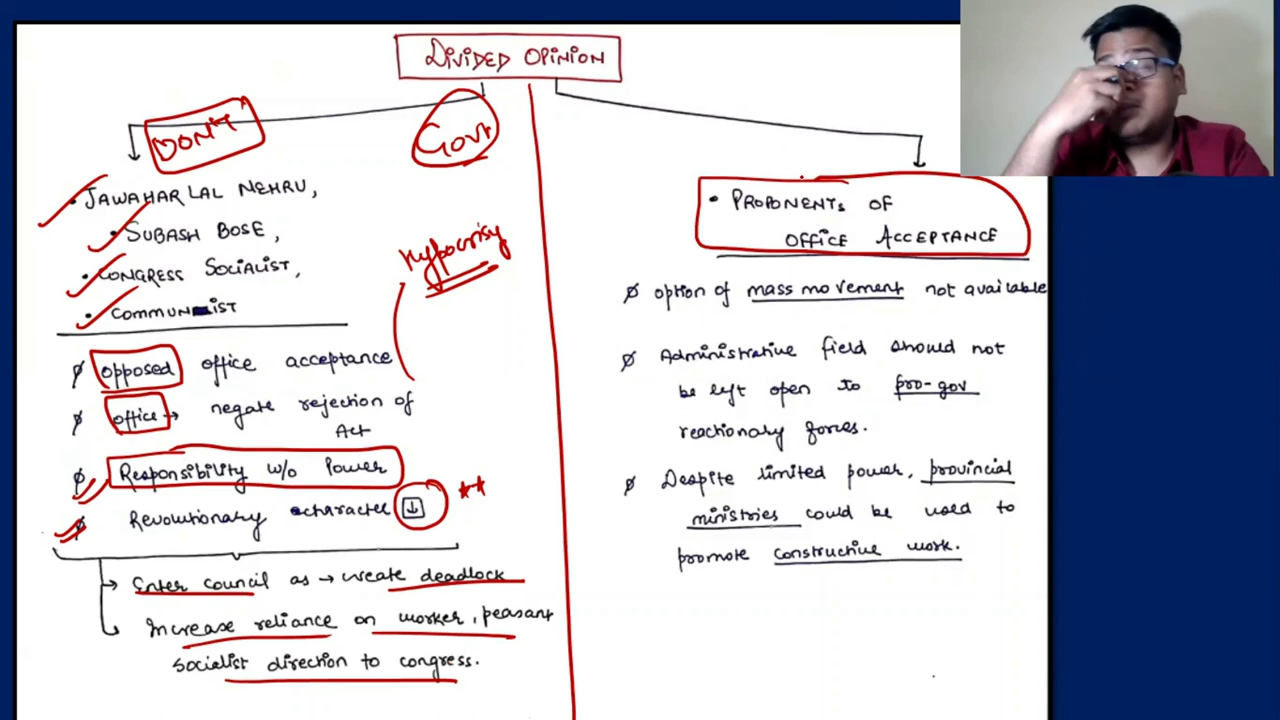 DIVIDED OPINION
DON'T
Govt
• JAWAHAR LAL NEHRU,
• SUBASH BOSE,
• CONGRESS SOCIALIST,
• COMMUNIST
Hypocrisy
opposed office acceptance
office → negate rejection of
Act
Responsibility w/o Power
Revolutionary character ↓ **
→ Enter council as → create deadlock
→ Increase reliance on worker, peasant
socialist direction to congress.
• PROPONENTS OF
OFFICE ACCEPTANCE
option of mass movement not available
Administrative field should not
be left open to pro-gov
reactionary forces.
Despite limited power, provincial
ministries could be used to
promote constructive work.